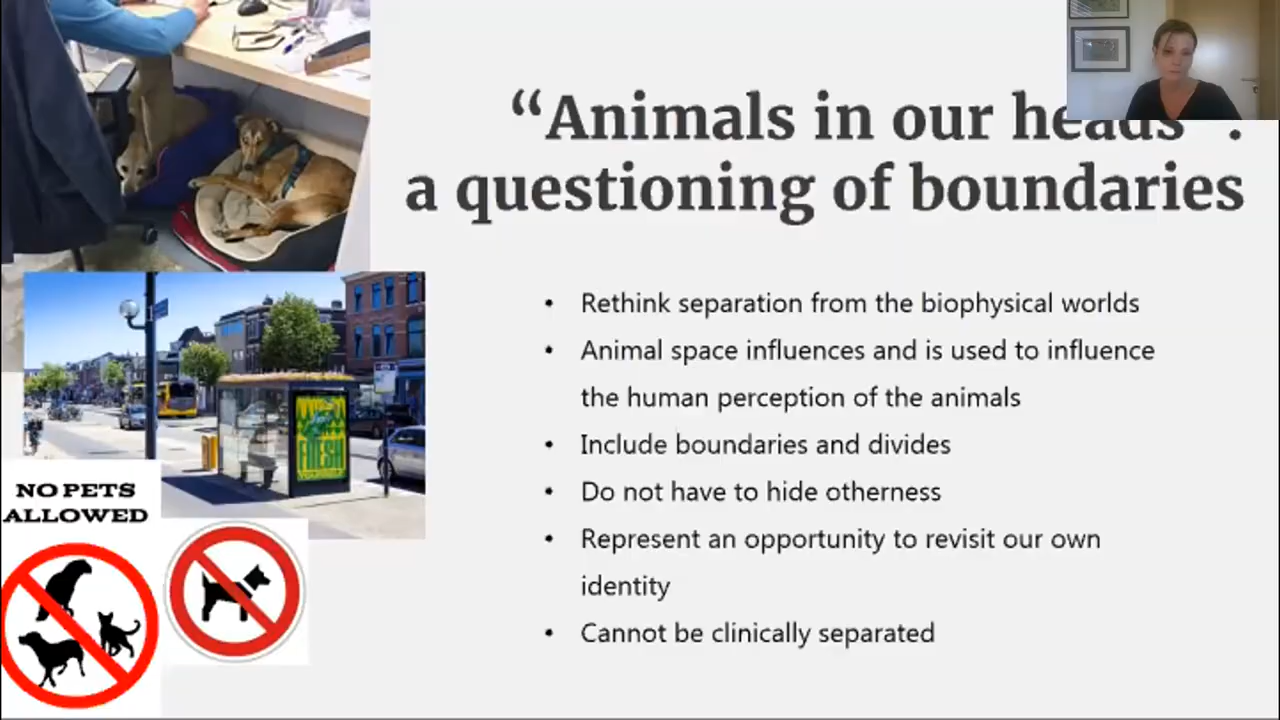 “Animals in our heads”:
a questioning of boundaries
• Rethink separation from the biophysical worlds
• Animal space influences and is used to influence
the human perception of the animals
• Include boundaries and divides
• Do not have to hide otherness
• Represent an opportunity to revisit our own
identity
• Cannot be clinically separated
FRESH
NO PETS
ALLOWED